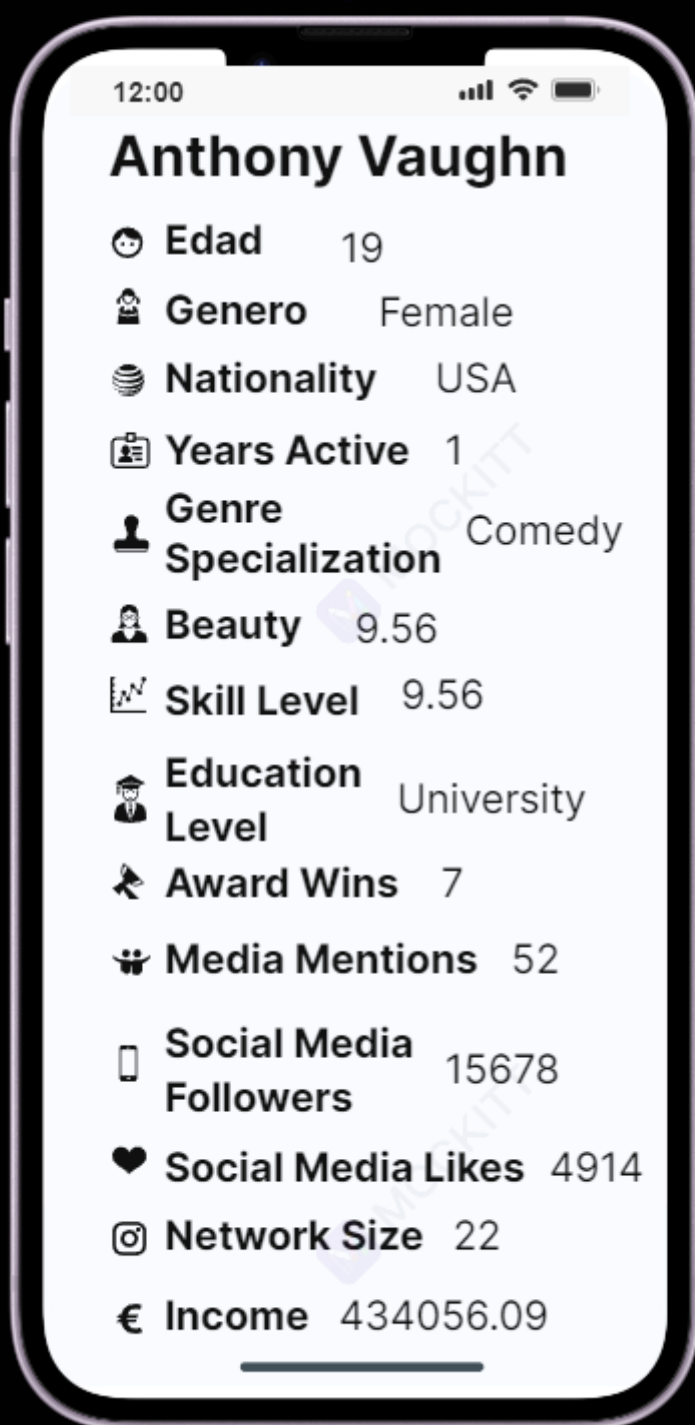 12:00
Anthony Vaughn
Edad 19
Genero Female
Nationality USA
Years Active 1
Genre
Specialization Comedy
Beauty 9.56
Skill Level 9.56
Education
Level University
Award Wins 7
Media Mentions 52
Social Media
Followers 15678
Social Media Likes 4914
Network Size 22
€ Income 434056.09
MOCKITT
MOCKITT